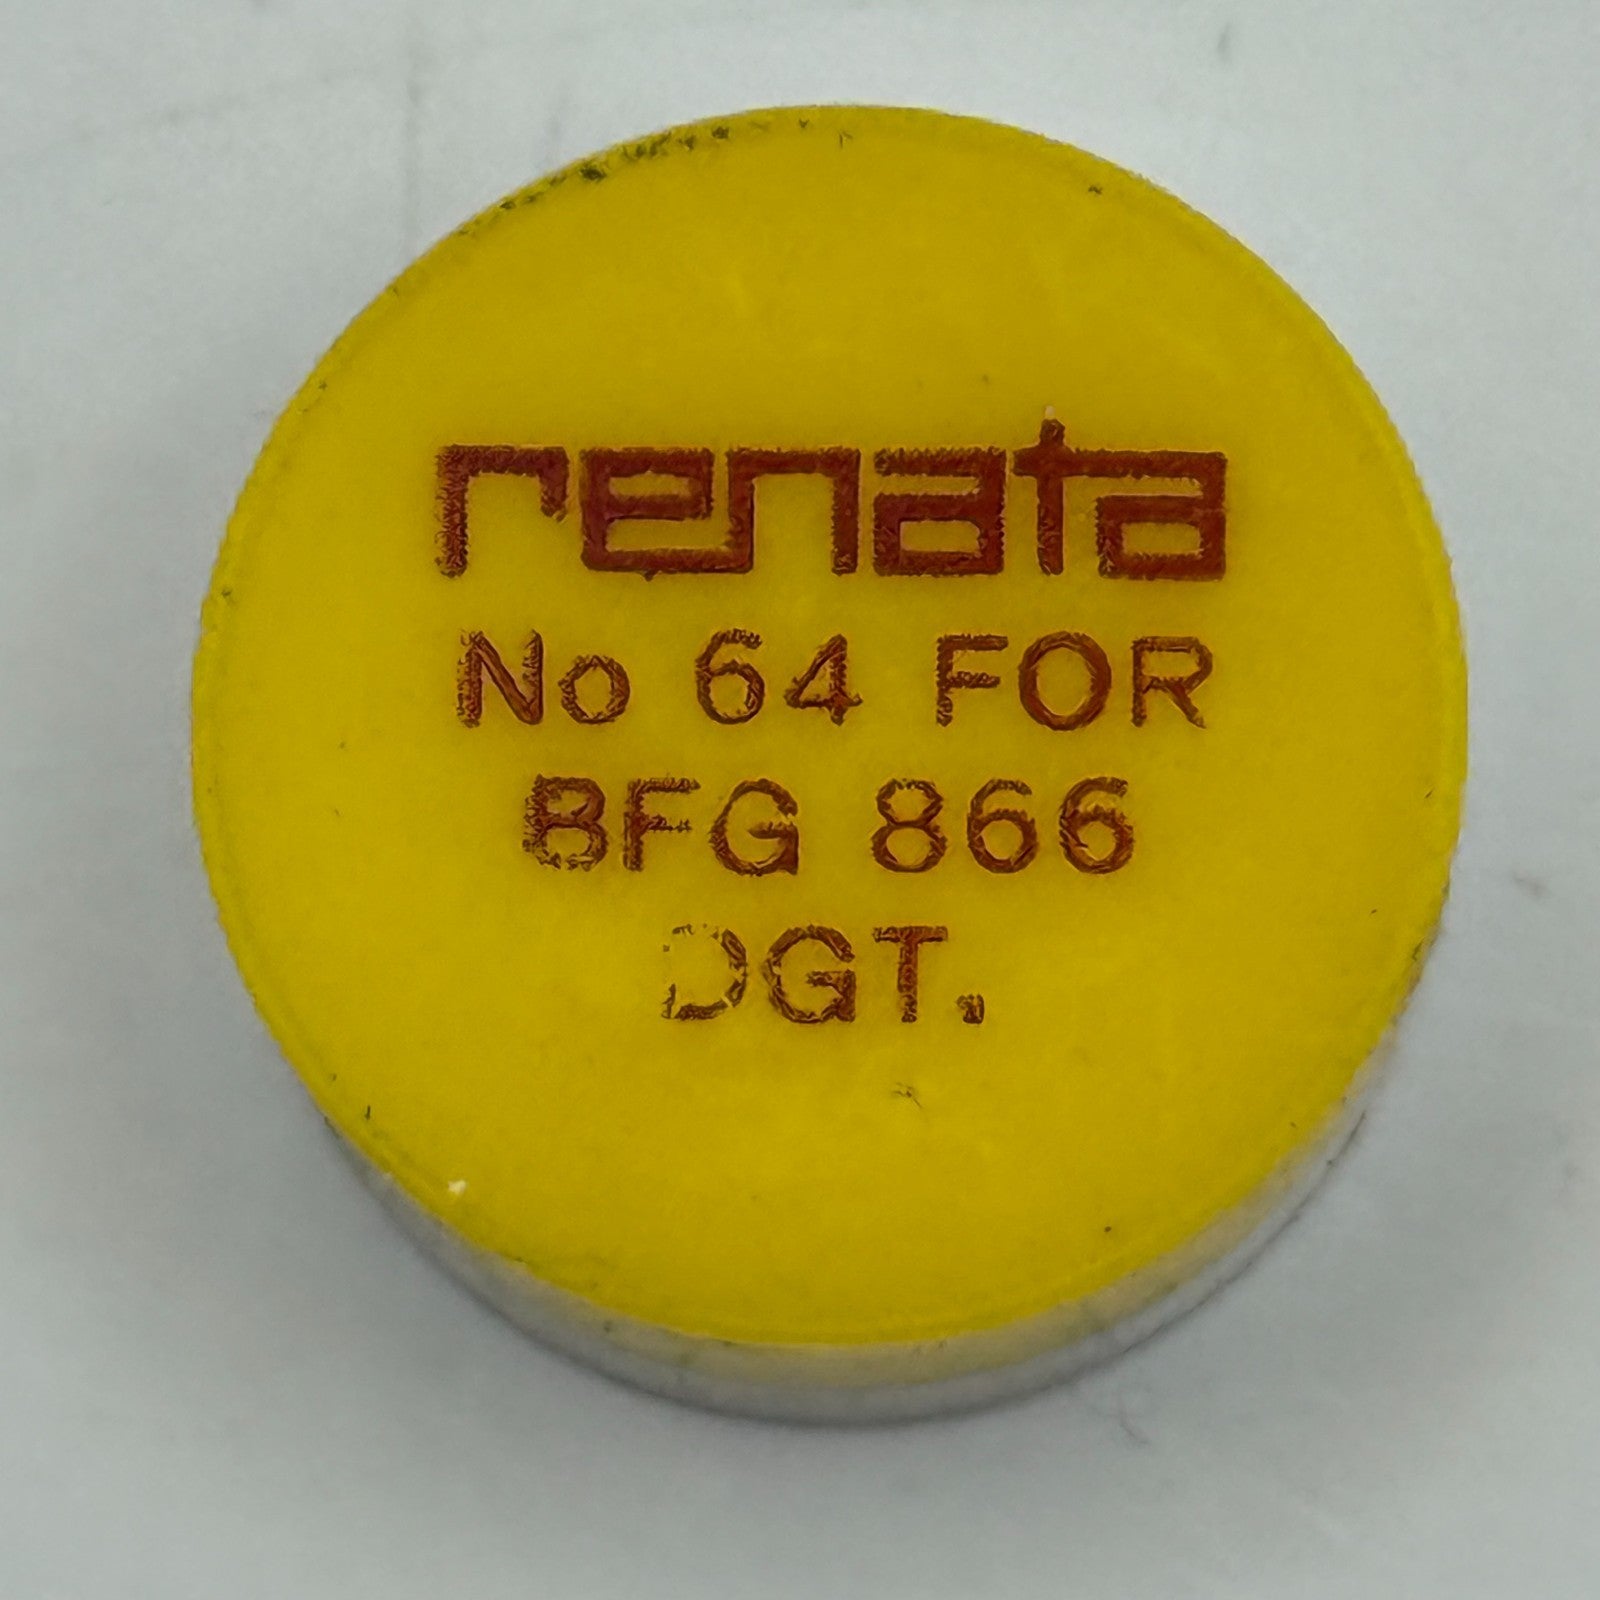 renata
No 64 FOR
BFG 866
DGT.